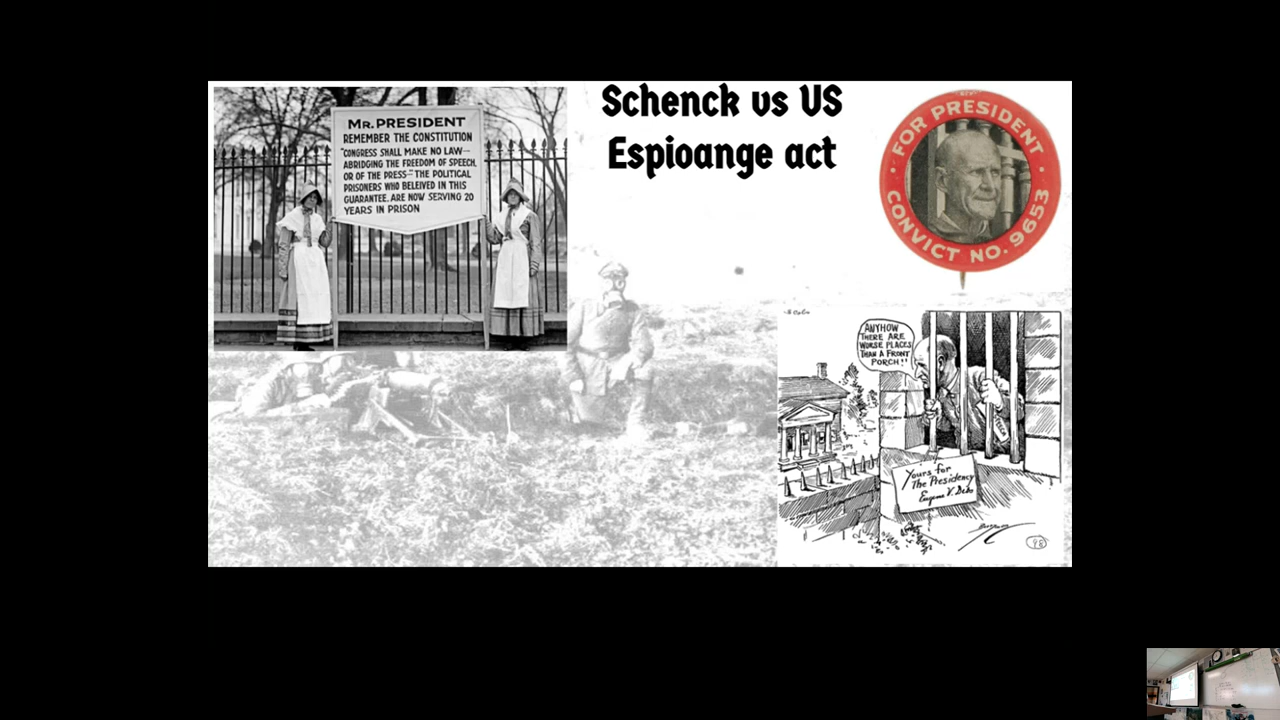 Schenck vs US
Espioange act
MR. PRESIDENT
REMEMBER THE CONSTITUTION
"CONGRESS SHALL MAKE NO LAW—
ABRIDGING THE FREEDOM OF SPEECH,
OR OF THE PRESS-" THE POLITICAL
PRISONERS WHO BELEIVED IN THIS
GUARANTEE, ARE NOW SERVING 20
YEARS IN PRISON
FOR PRESIDENT
CONVICT NO. 9653
ANYHOW
THERE ARE
WORSE PLACES
THAN A FRONT
PORCH!!
Yours for
The Presidency
Eugene V. Debs